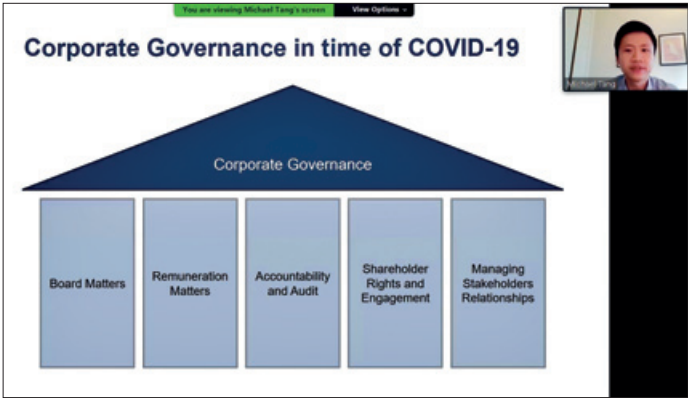 You are viewing Michael Tang's screen View Options
Corporate Governance in time of COVID-19
Michael Tang
Corporate Governance
Board Matters
Remuneration
Matters
Accountability
and Audit
Shareholder
Rights and
Engagement
Managing
Stakeholders
Relationships